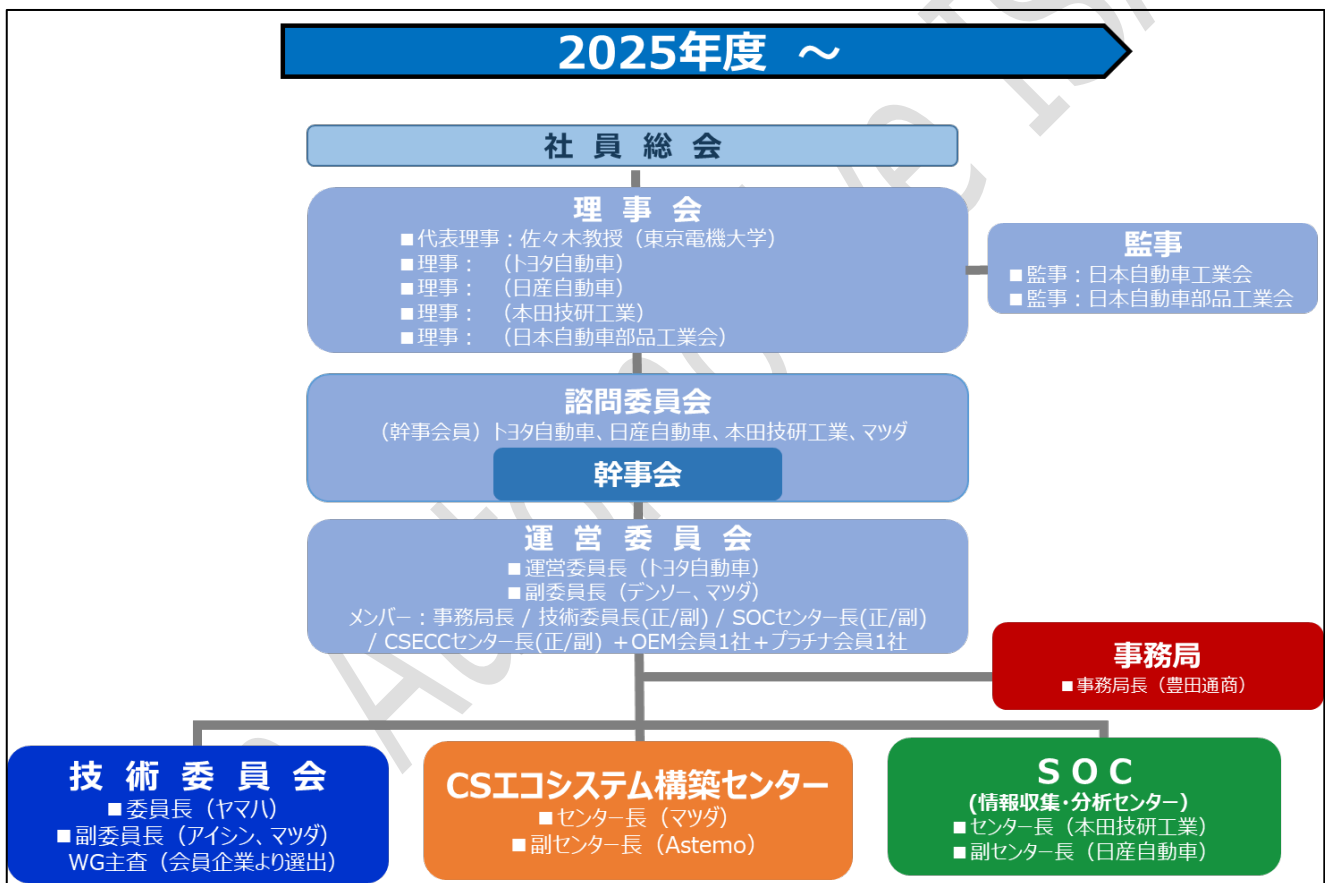 2025年度 ～
社 員 総 会
理 事 会
■代表理事：佐々木教授（東京電機大学）
■理事： （トヨタ自動車）
■理事： （日産自動車）
■理事： （本田技研工業）
■理事： （日本自動車部品工業会）
監事
■監事：日本自動車工業会
■監事：日本自動車部品工業会
諮問委員会
（幹事会員）トヨタ自動車、日産自動車、本田技研工業、マツダ
幹事会
運 営 委 員 会
■運営委員長（トヨタ自動車）
■副委員長（デンソー、マツダ）
メンバー：事務局長 / 技術委員長(正/副) / SOCセンター長(正/副)
/ CSECCセンター長(正/副) ＋OEM会員1社＋プラチナ会員1社
事務局
■事務局長（豊田通商）
技 術 委 員 会
■委員長（ヤマハ）
■副委員長（アイシン、マツダ）
WG主査（会員企業より選出）
CSエコシステム構築センター
■センター長（マツダ）
■副センター長（Astemo）
S O C
(情報収集・分析センター)
■センター長（本田技研工業）
■副センター長（日産自動車）